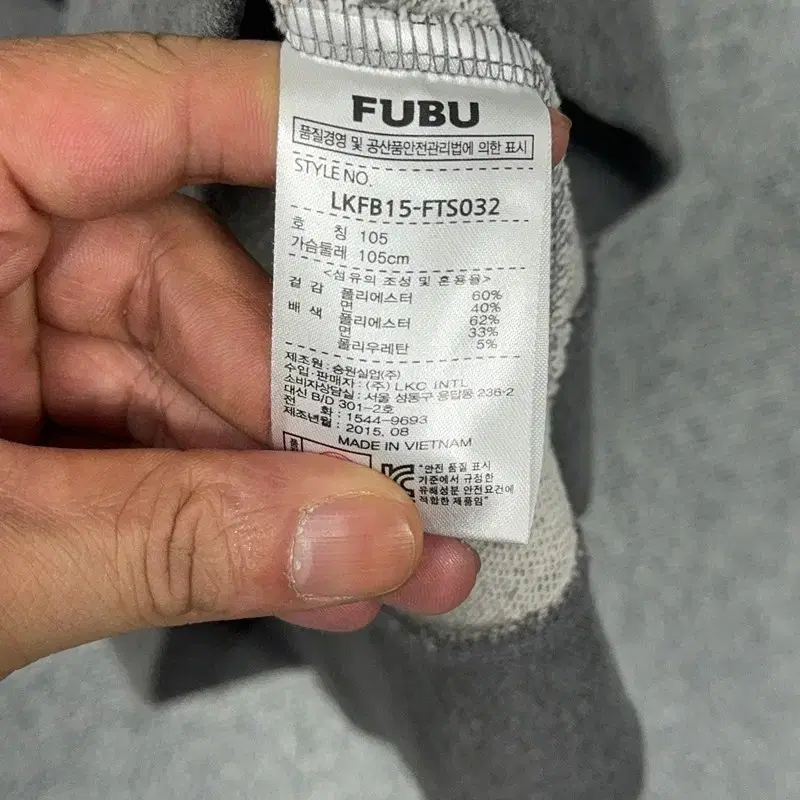 FUBU
품질경영 및 공산품안전관리법에 의한 표시
STYLE NO.
LKFB15-FTS032
호 칭 105
가슴둘레 105cm
<섬유의 조성 및 혼용율>
겉 감 폴리에스터 60%
면 40%
배 색 폴리에스터 62%
면 33%
폴리우레탄 5%
제조원 : 승원실업(주)
수입 · 판매자 : (주) LKC INTL
소비자상담실 : 서울 성동구 용답동 236-2
대신 B/D 301-2호
전 화 : 1544-9693
제조년월 : 2015. 08
MADE IN VIETNAM
"안전 품질 표시
기준에서 규정한
유해성분 안전요건에
적합한 제품임"